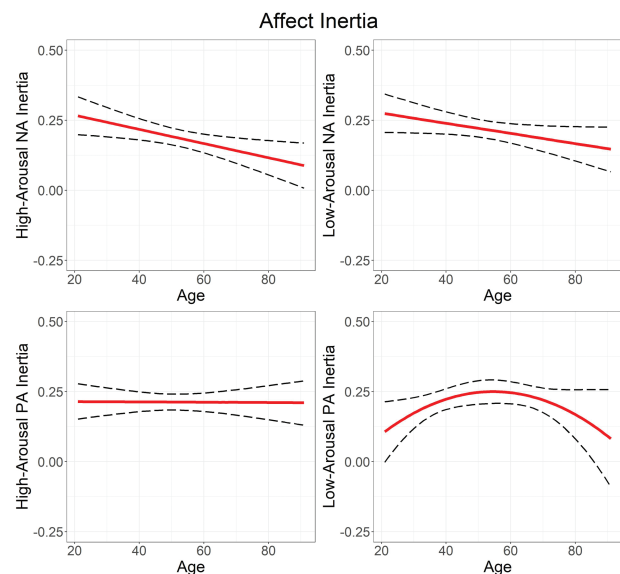 Affect Inertia
High-Arousal NA Inertia
0.50
0.25
0.00
-0.25
20 40 60 80
Age
Low-Arousal NA Inertia
0.50
0.25
0.00
-0.25
20 40 60 80
Age
High-Arousal PA Inertia
0.50
0.25
0.00
-0.25
20 40 60 80
Age
Low-Arousal PA Inertia
0.50
0.25
0.00
-0.25
20 40 60 80
Age